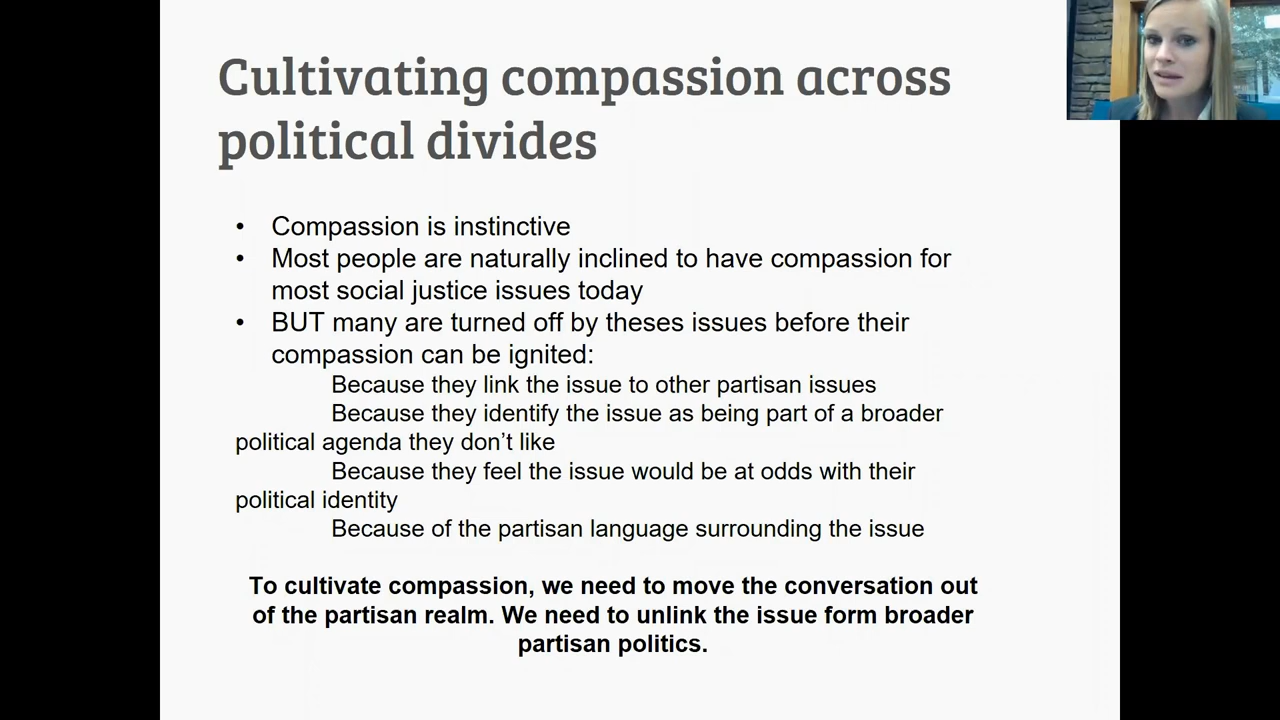 Cultivating compassion across
political divides
• Compassion is instinctive
• Most people are naturally inclined to have compassion for
most social justice issues today
• BUT many are turned off by theses issues before their
compassion can be ignited:
Because they link the issue to other partisan issues
Because they identify the issue as being part of a broader
political agenda they don’t like
Because they feel the issue would be at odds with their
political identity
Because of the partisan language surrounding the issue
To cultivate compassion, we need to move the conversation out
of the partisan realm. We need to unlink the issue form broader
partisan politics.